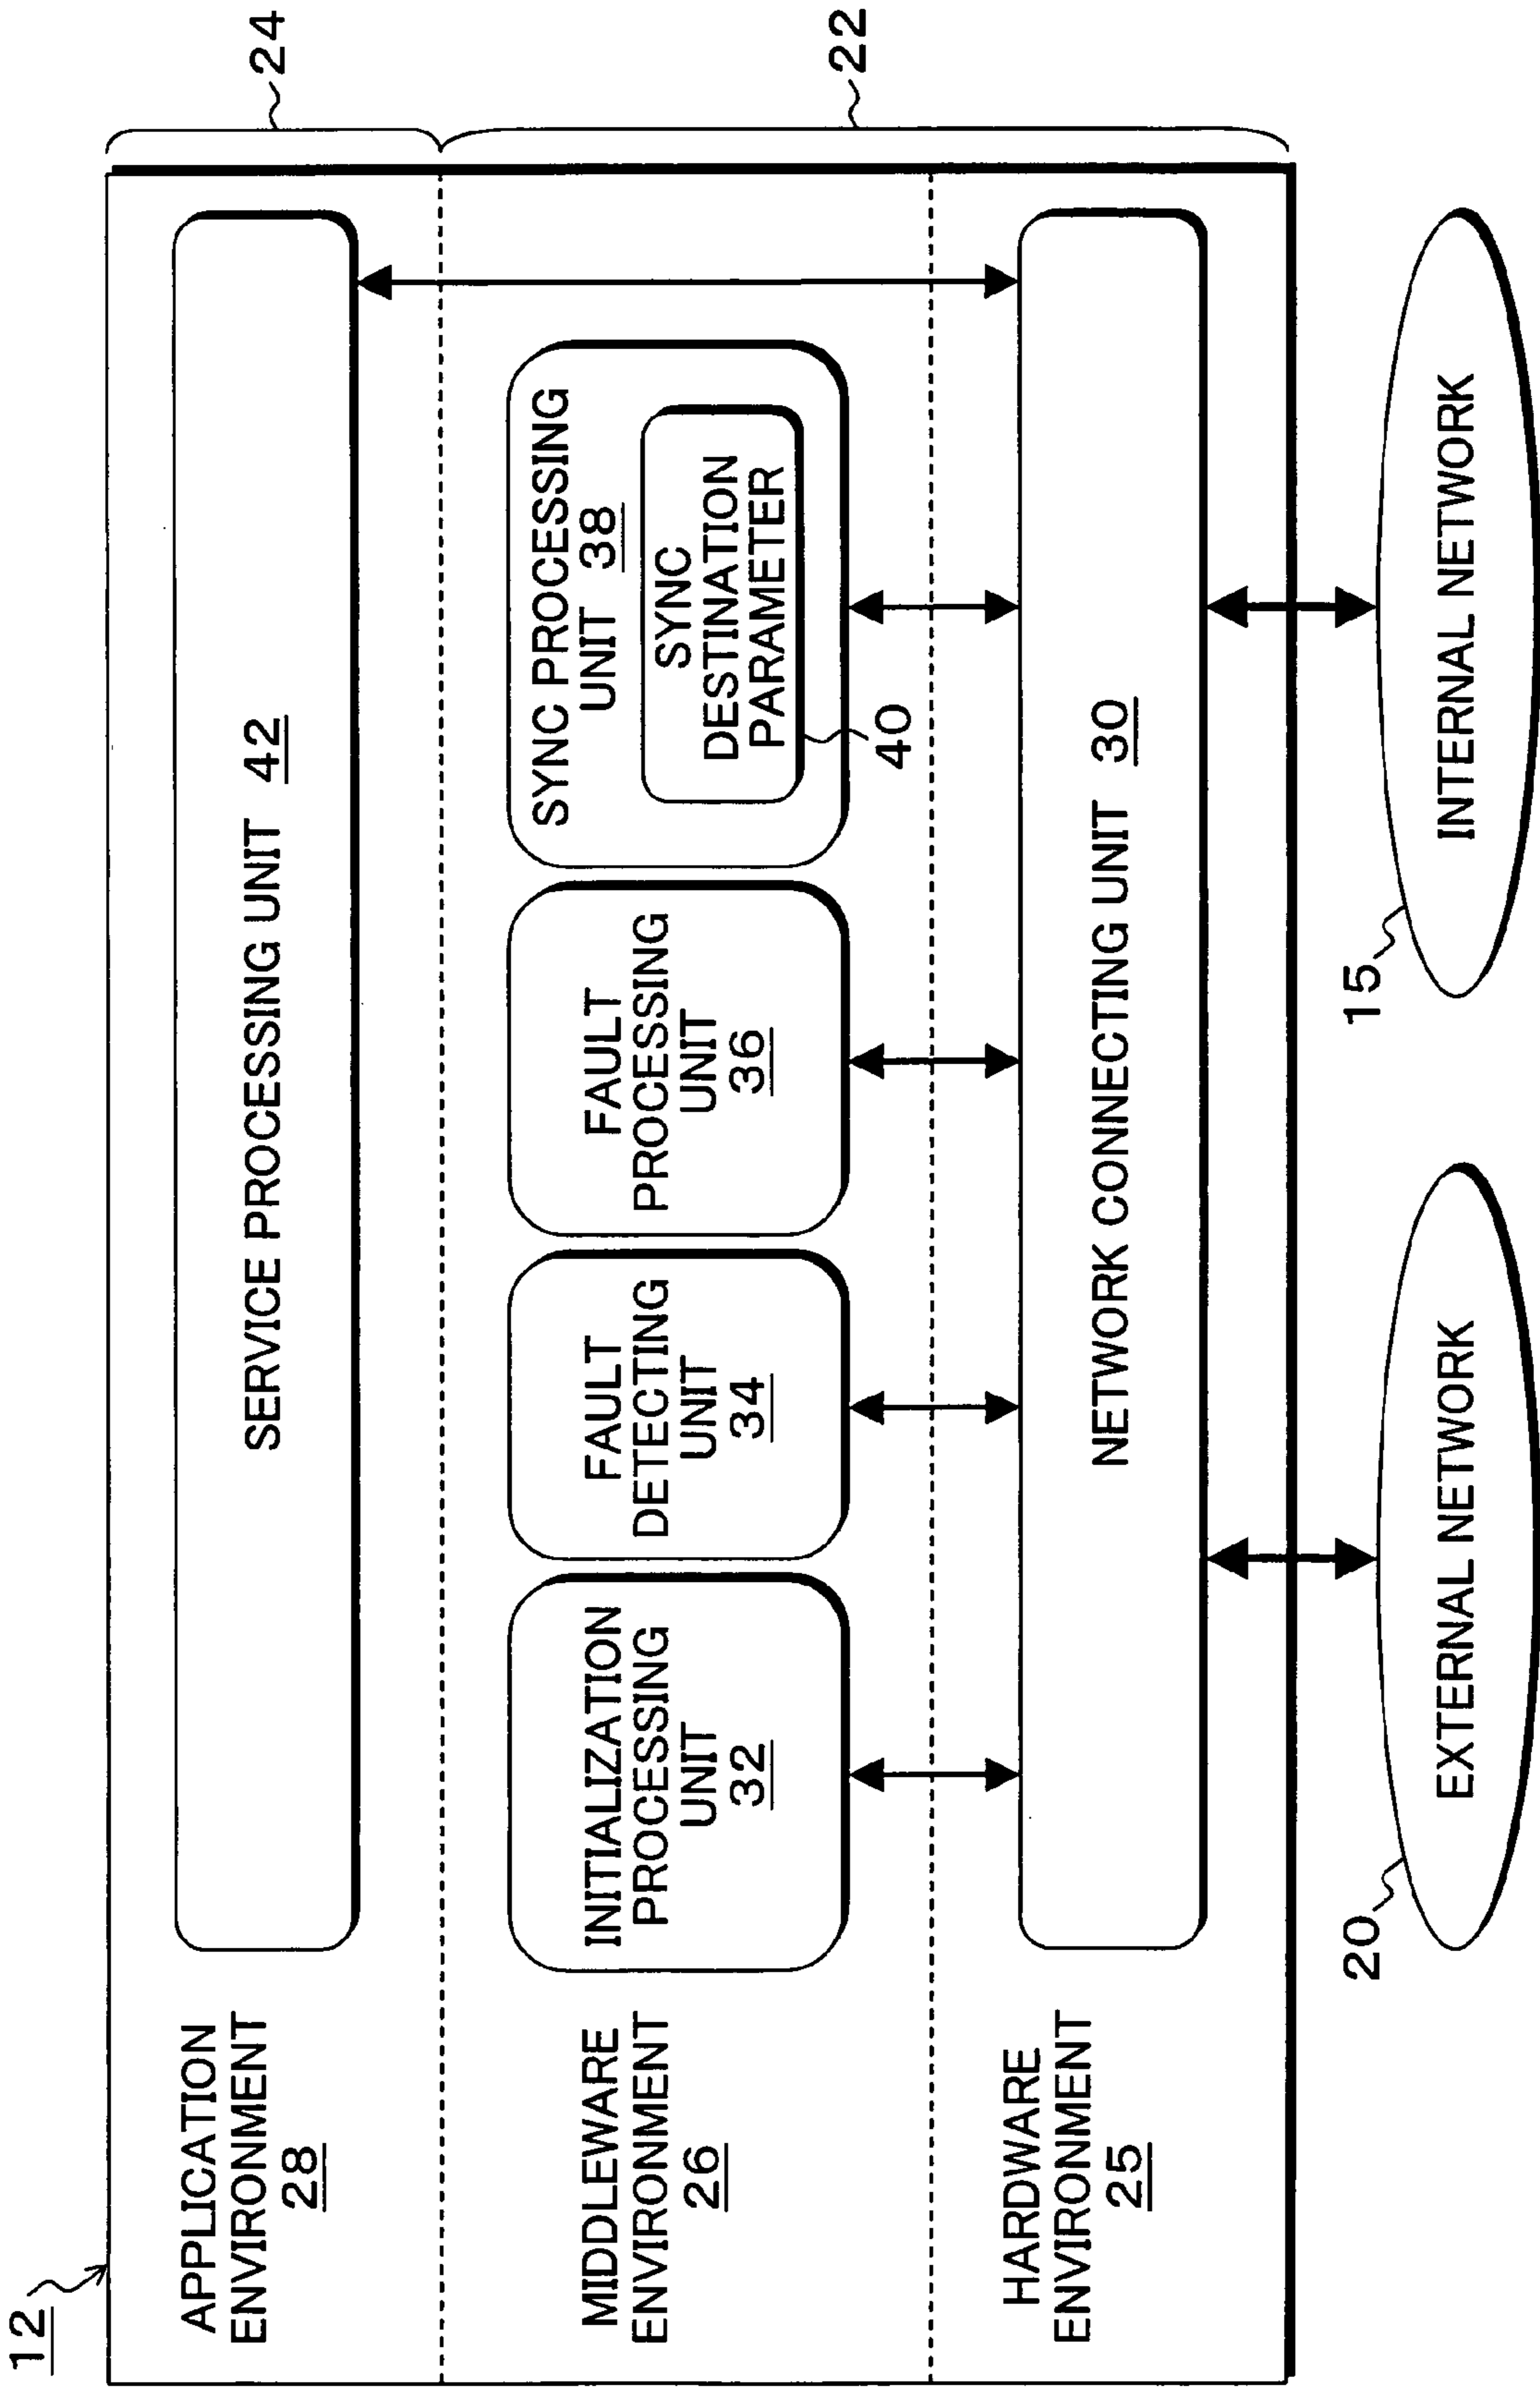 12
24
APPLICATION
ENVIRONMENT
28
SERVICE PROCESSING UNIT 42
22
MIDDLEWARE
ENVIRONMENT
26
INITIALIZATION
PROCESSING
UNIT
32
FAULT
DETECTING
UNIT
34
FAULT
PROCESSING
UNIT
36
SYNC PROCESSING
UNIT 38
SYNC
DESTINATION
PARAMETER
40
HARDWARE
ENVIRONMENT
25
NETWORK CONNECTING UNIT 30
20
EXTERNAL NETWORK
15
INTERNAL NETWORK